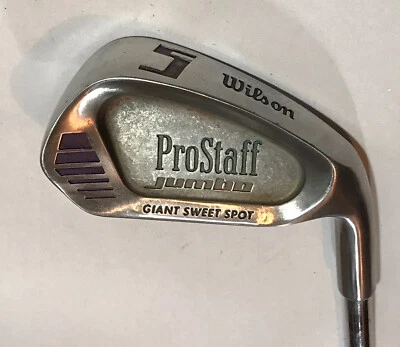 5
Wilson
ProStaff
jumbo
GIANT SWEET SPOT